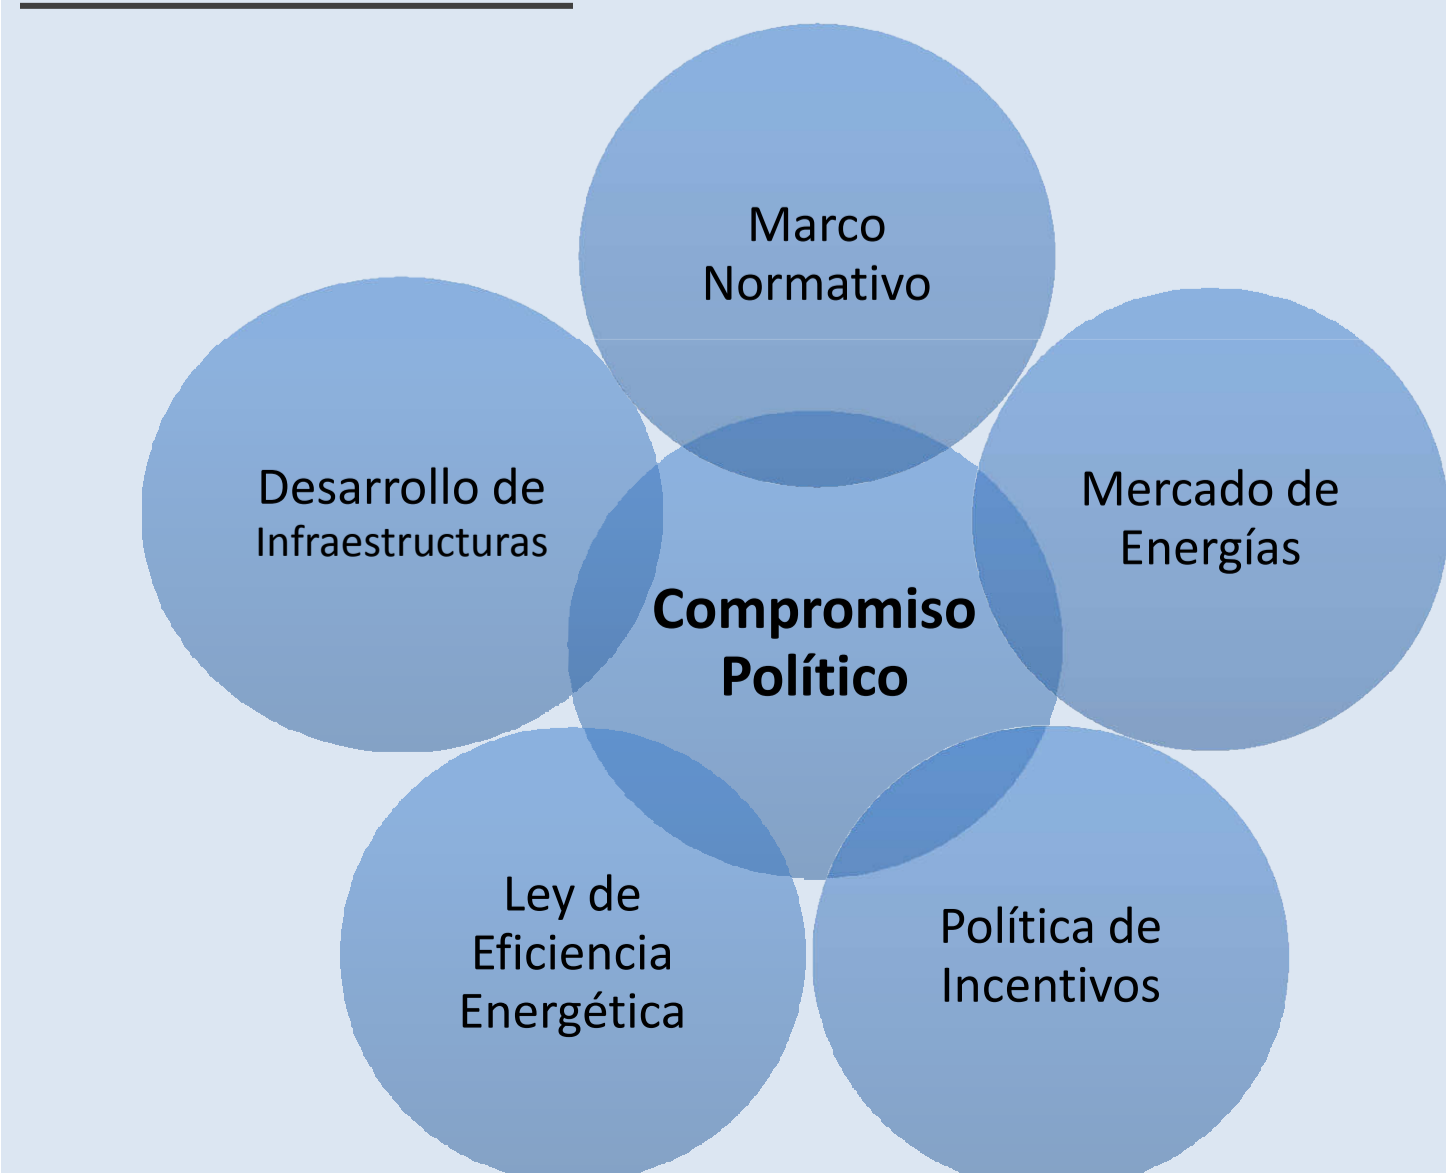 Marco
Normativo
Desarrollo de
Infraestructuras
Mercado de
Energías
Compromiso
Político
Ley de
Eficiencia
Energética
Política de
Incentivos